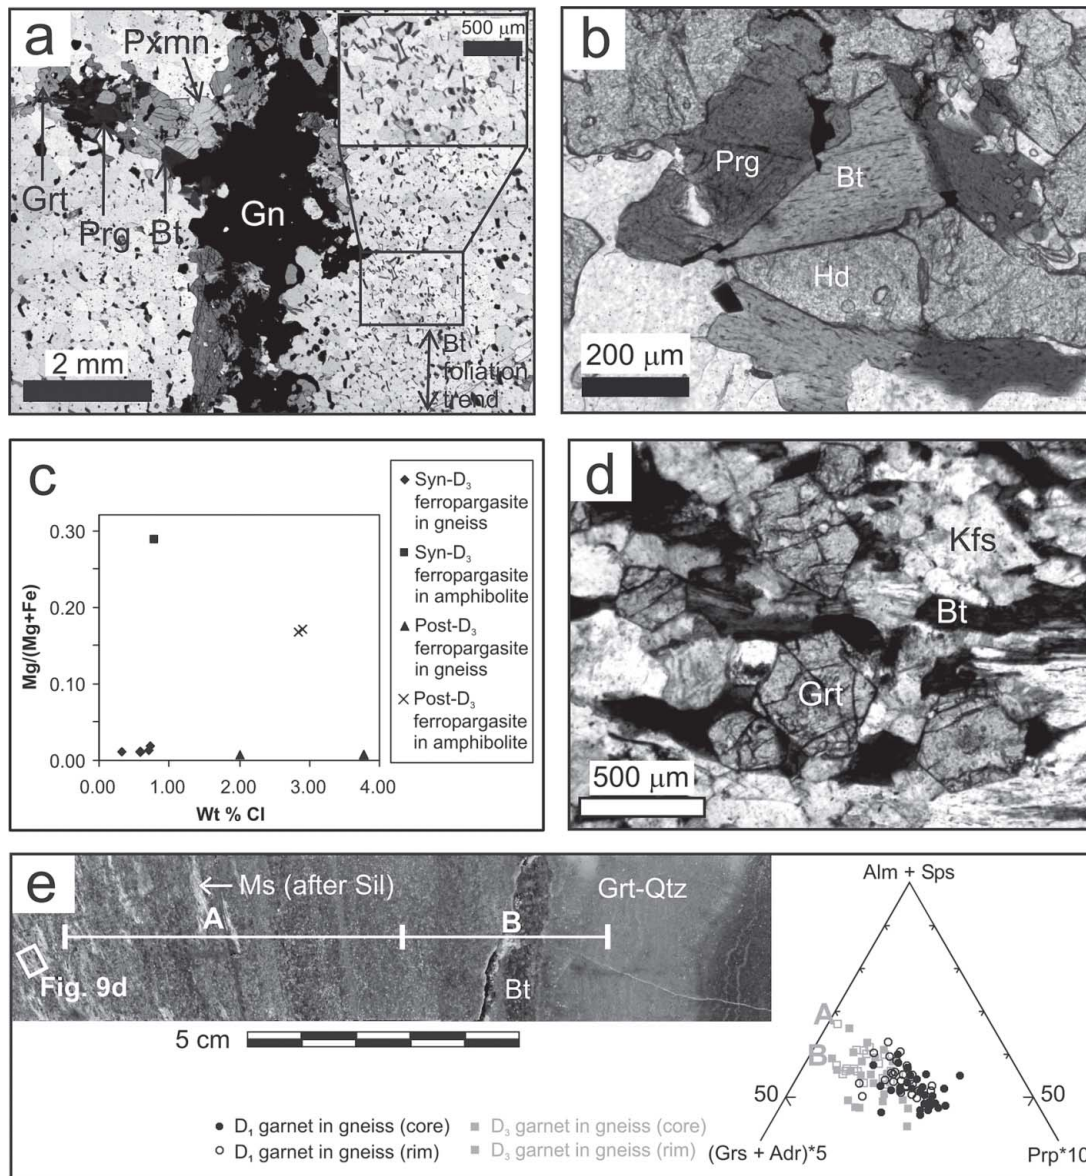 a
Pxmn
500 μm
Grt
Prg
Bt
Gn
2 mm
Bt
foliation
trend
b
Prg
Bt
Hd
200 μm
c
Mg/(Mg+Fe)
0.30
0.20
0.10
0.00
0.00 1.00 2.00 3.00 4.00
Wt % Cl
Syn-D₃
ferropargasite
in gneiss
Syn-D₃
ferropargasite
in amphibolite
Post-D₃
ferropargasite
in gneiss
Post-D₃
ferropargasite
in amphibolite
d
Kfs
Bt
Grt
500 μm
e
Ms (after Sil)
Grt-Qtz
A
B
Fig. 9d
Bt
5 cm
Alm + Sps
A
B
50
50
(Grs + Adr)*5
Prp*10
D₁ garnet in gneiss (core)
D₃ garnet in gneiss (core)
D₁ garnet in gneiss (rim)
D₃ garnet in gneiss (rim)